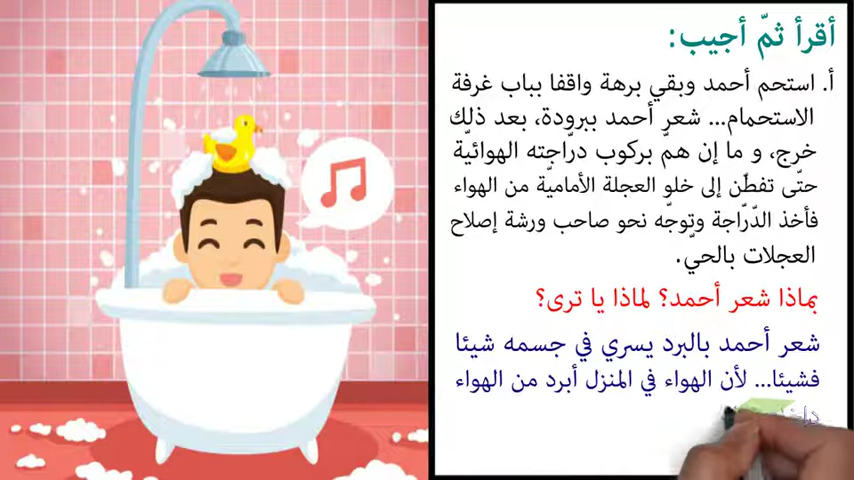 أقرأ ثمّ أجيب:
أ. استحم أحمد وبقي برهة واقفا بباب غرفة
الاستحمام... شعر أحمد ببرودة، بعد ذلك
خرج، و ما إن همّ بركوب درّاجته الهوائيّة
حتّى تفطّن إلى خلو العجلة الأماميّة من الهواء
فأخذ الدّرّاجة وتوجّه نحو صاحب ورشة إصلاح
العجلات بالحيّ.
بماذا شعر أحمد؟ لماذا يا ترى؟
شعر أحمد بالبرد يسري في جسمه شيئا
فشيئا... لأن الهواء في المنزل أبرد من الهواء